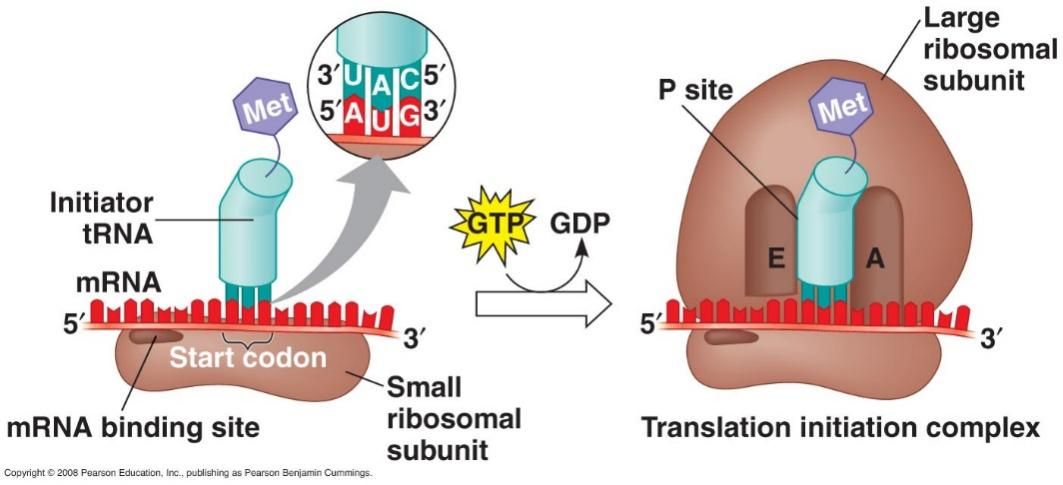 3′ U A C 5′
5′ A U G 3′
Met
Initiator
tRNA
mRNA
5′
3′
Start codon
mRNA binding site
Small
ribosomal
subunit
GTP GDP
Large
ribosomal
subunit
P site
Met
E
A
5′
3′
Translation initiation complex
Copyright © 2008 Pearson Education, Inc., publishing as Pearson Benjamin Cummings.